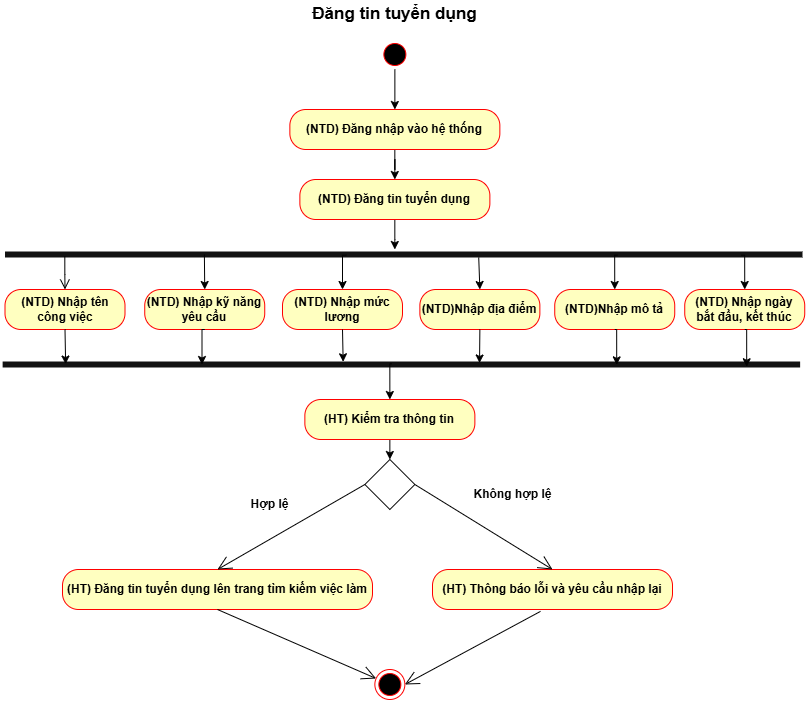 Đăng tin tuyển dụng
(NTD) Đăng nhập vào hệ thống
(NTD) Đăng tin tuyển dụng
(NTD) Nhập tên
công việc
(NTD) Nhập kỹ năng
yêu cầu
(NTD) Nhập mức
lương
(NTD)Nhập địa điểm
(NTD)Nhập mô tả
(NTD) Nhập ngày
bắt đầu, kết thúc
(HT) Kiểm tra thông tin
Hợp lệ
Không hợp lệ
(HT) Đăng tin tuyển dụng lên trang tìm kiếm việc làm
(HT) Thông báo lỗi và yêu cầu nhập lại